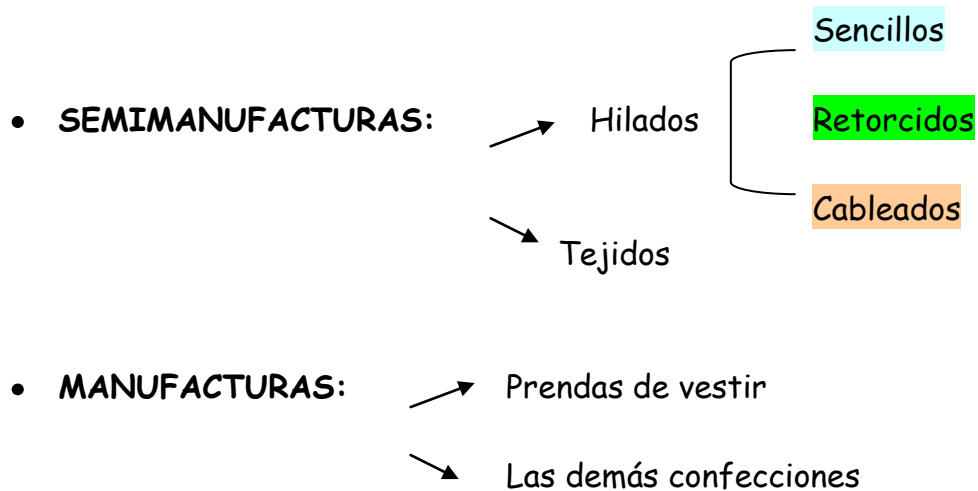 Sencillos
• SEMIMANUFACTURAS: Hilados Retorcidos
Cableados
Tejidos
• MANUFACTURAS: Prendas de vestir
Las demás confecciones